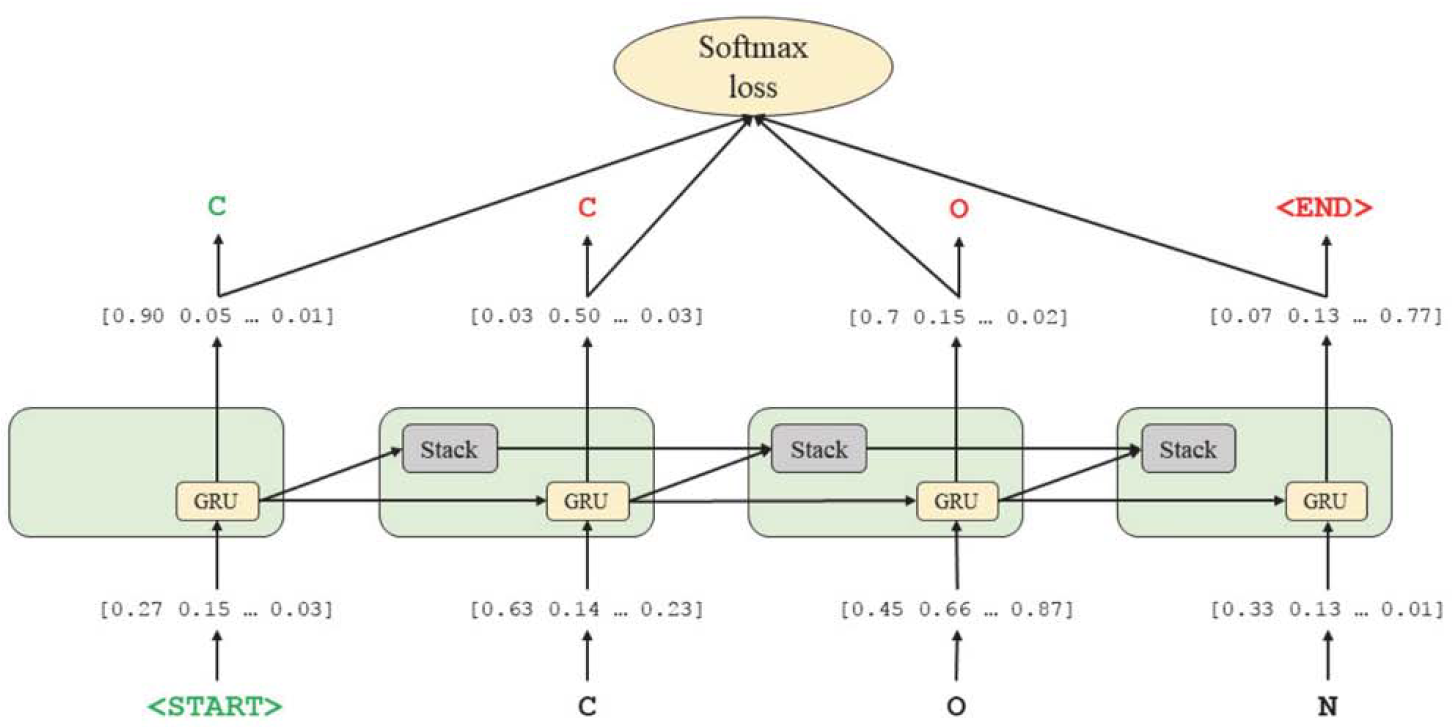 Softmax
loss
C C O <END>
[0.90 0.05 … 0.01] [0.03 0.50 … 0.03] [0.7 0.15 … 0.02] [0.07 0.13 … 0.77]
Stack Stack Stack
GRU GRU GRU GRU
[0.27 0.15 … 0.03] [0.63 0.14 … 0.23] [0.45 0.66 … 0.87] [0.33 0.13 … 0.01]
<START> C O N